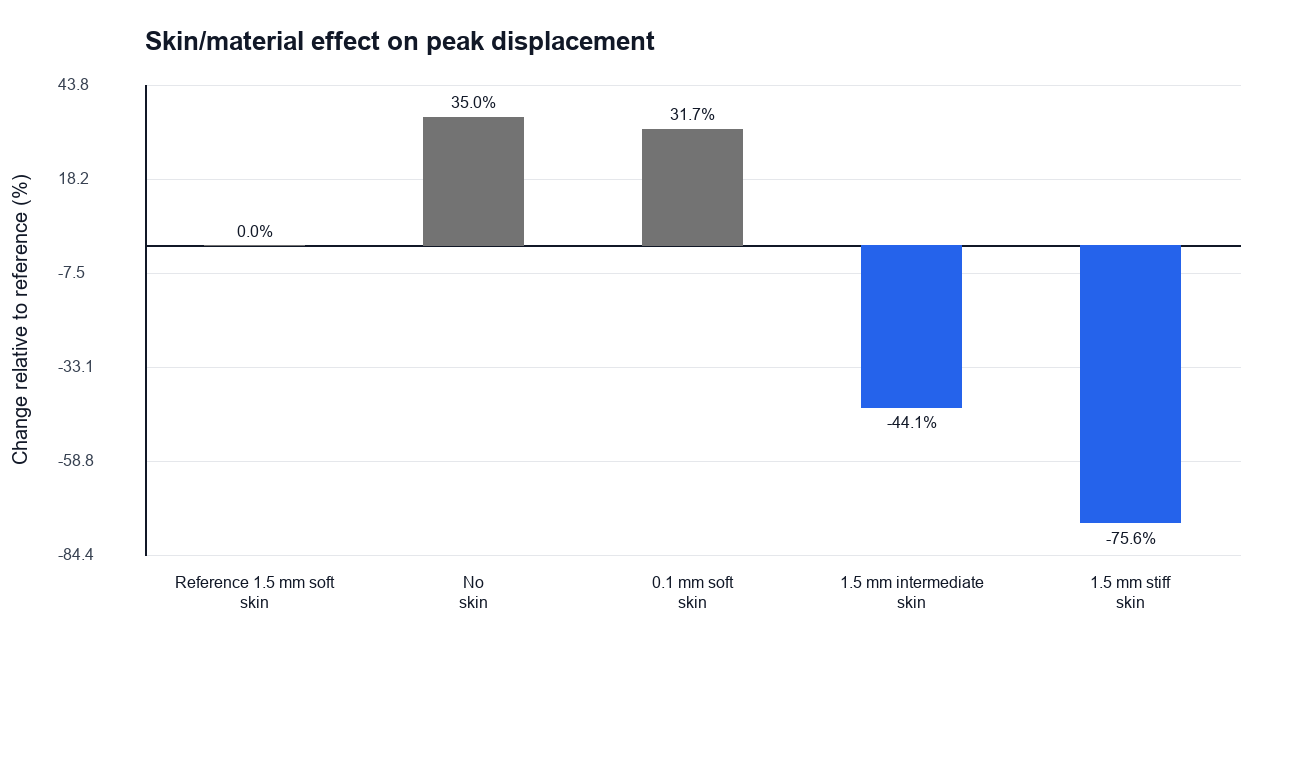 Skin/material effect on peak displacement
Change relative to reference (%)
43.8
18.2
-7.5
-33.1
-58.8
-84.4
0.0%
35.0%
31.7%
-44.1%
-75.6%
Reference 1.5 mm soft
skin
No
skin
0.1 mm soft
skin
1.5 mm intermediate
skin
1.5 mm stiff
skin